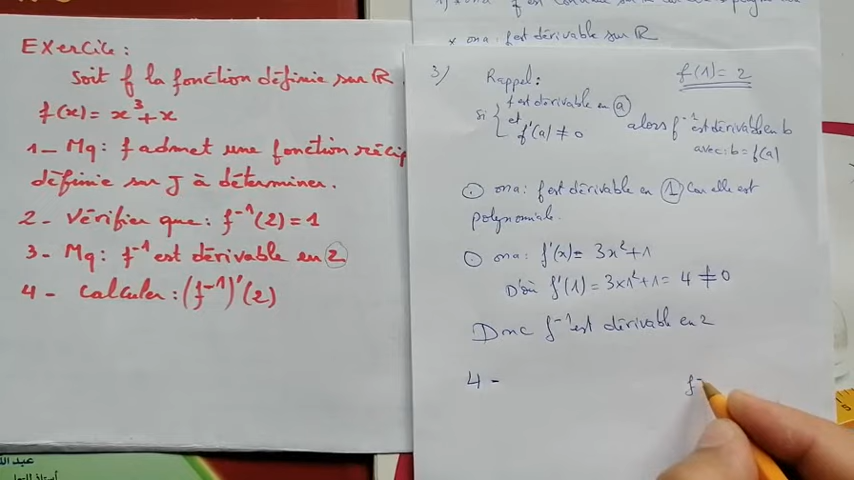 Exercice :
soit f la fonction définie sur ℝ
f(x) = x³ + x
1 - Mq : f admet une fonction récip
définie sur J à déterminer.
2 - Vérifier que : f⁻¹(2) = 1
3 - Mq : f⁻¹ est dérivable en 2
4 - calculer : (f⁻¹)'(2)
* ona : f est dérivable sur ℝ
3) Rappel : f(1) = 2
si { f est dérivable en a
et
f'(a) ≠ 0
alors f⁻¹ est dérivable en b
avec : b = f(a)
. ona : f est dérivable en 1 car elle est
polynomiale.
. ona : f'(x) = 3x² + 1
D'où f'(1) = 3×1² + 1 = 4 ≠ 0
Donc f⁻¹ est dérivable en 2
4 - f⁻